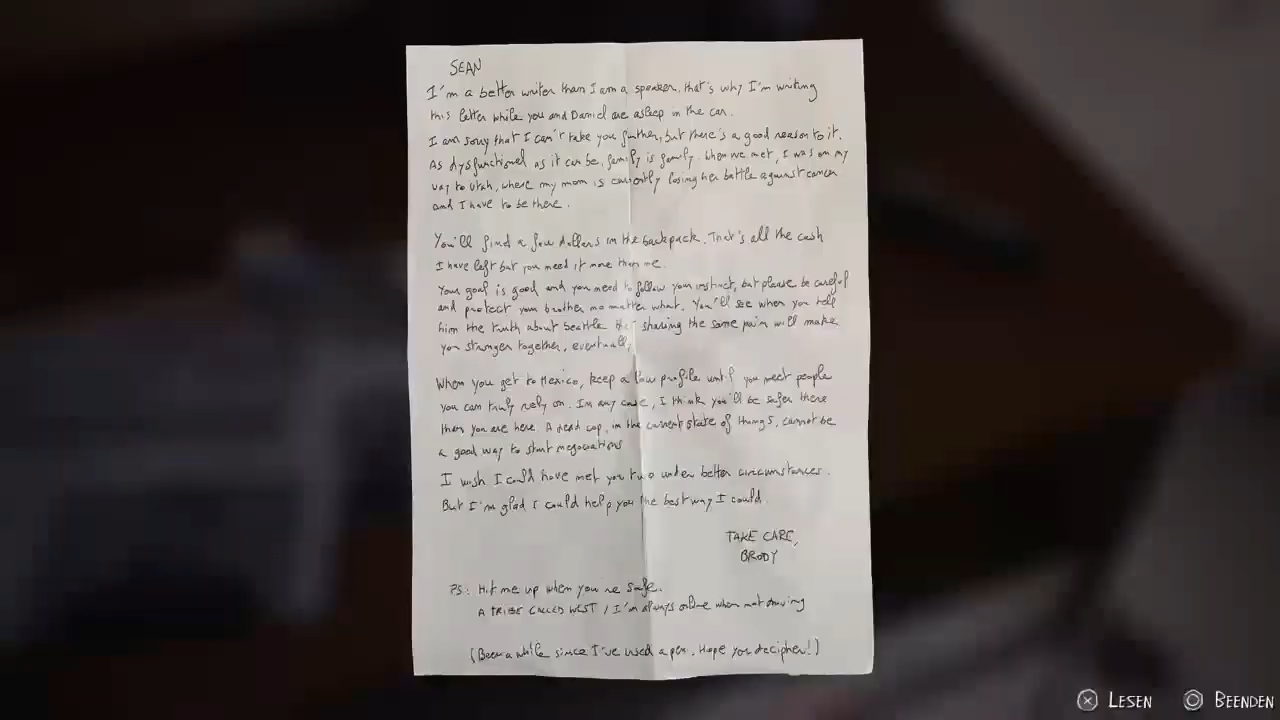 SEAN
I'm a better writer than I am a speaker, that's why I'm writing
this letter while you and Daniel are asleep in the car.
I am sorry that I can't take you further, but there's a good reason to it.
As dysfunctional as it can be, family is family. When we met, I was on my
way to Utah, where my mom is currently losing her battle against cancer
and I have to be there.
You'll find a few dollars in the backpack. That's all the cash
I have left but you need it more than me.
Your goal is good and you need to follow your instinct, but please be careful
and protect your brother no matter what. You'll see when you tell
him the truth about Seattle that sharing the same pain will make
you stronger together, eventually.
When you get to Mexico, keep a low profile until you meet people
you can truly rely on. In any case, I think you'll be safer there
than you are here. A dead cop, in the current state of things, cannot be
a good way to start negociations
I wish I could have met you two under better circumstances.
But I'm glad I could help you the best way I could.
TAKE CARE,
BRODY
PS: Hit me up when you're safe.
A TRIBE CALLED WEST / I'm always online when not driving
(Been a while since I've used a pen. Hope you decipher!)
LESEN
BEENDEN